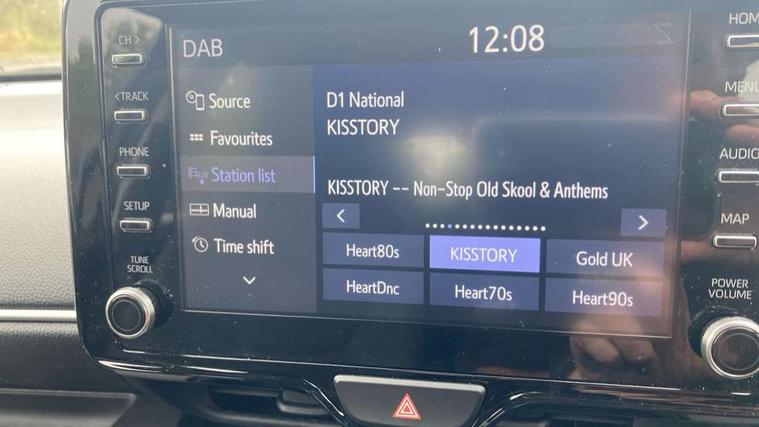 CH >
< TRACK
PHONE
SETUP
TUNE
SCROLL
DAB
12:08
Source
Favourites
Station list
Manual
Time shift
D1 National
KISSTORY
KISSTORY -- Non-Stop Old Skool & Anthems
< >
Heart80s KISSTORY Gold UK
HeartDnc Heart70s Heart90s
HOM
MENU
AUDIO
MAP
POWER
VOLUME